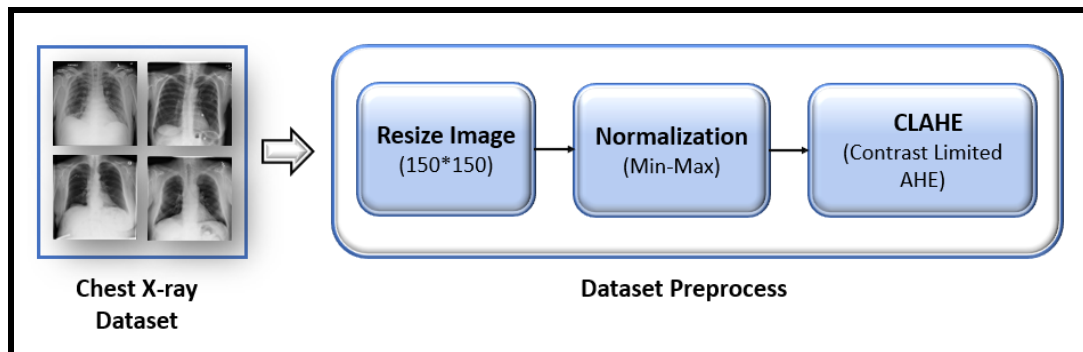 Resize Image
(150*150)
Normalization
(Min-Max)
CLAHE
(Contrast Limited
AHE)
Chest X-ray
Dataset
Dataset Preprocess